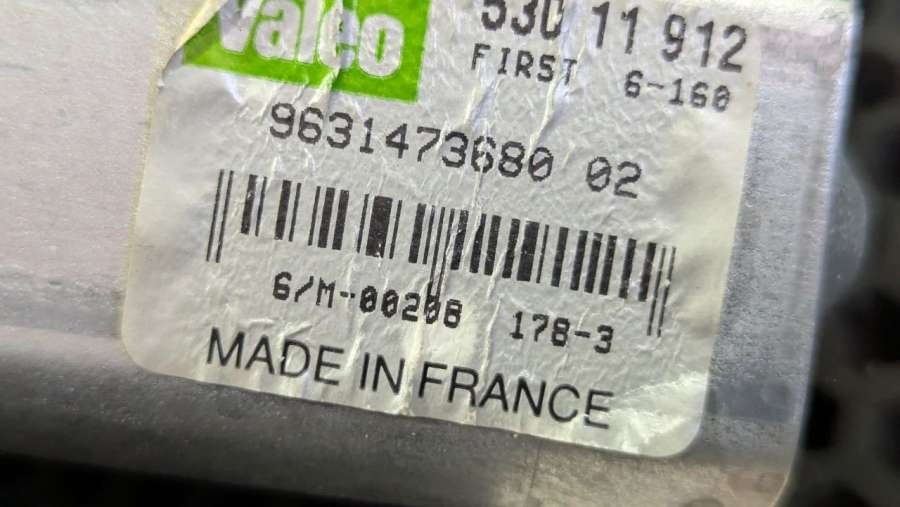 Valeo
530 11 912
FIRST 6-160
9631473680 02
6/M-00208 178-3
MADE IN FRANCE